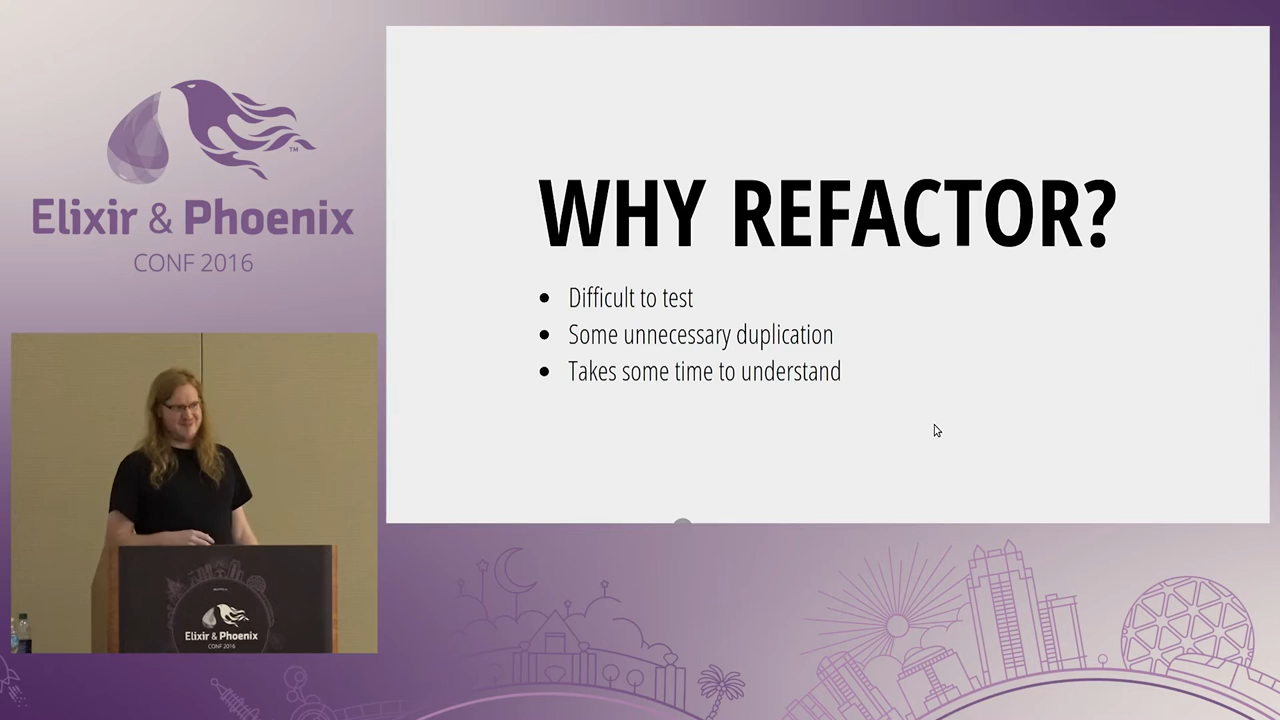 TM
Elixir & Phoenix
CONF 2016
WHY REFACTOR?
Difficult to test
Some unnecessary duplication
Takes some time to understand
Elixir & Phoenix
CONF 2016